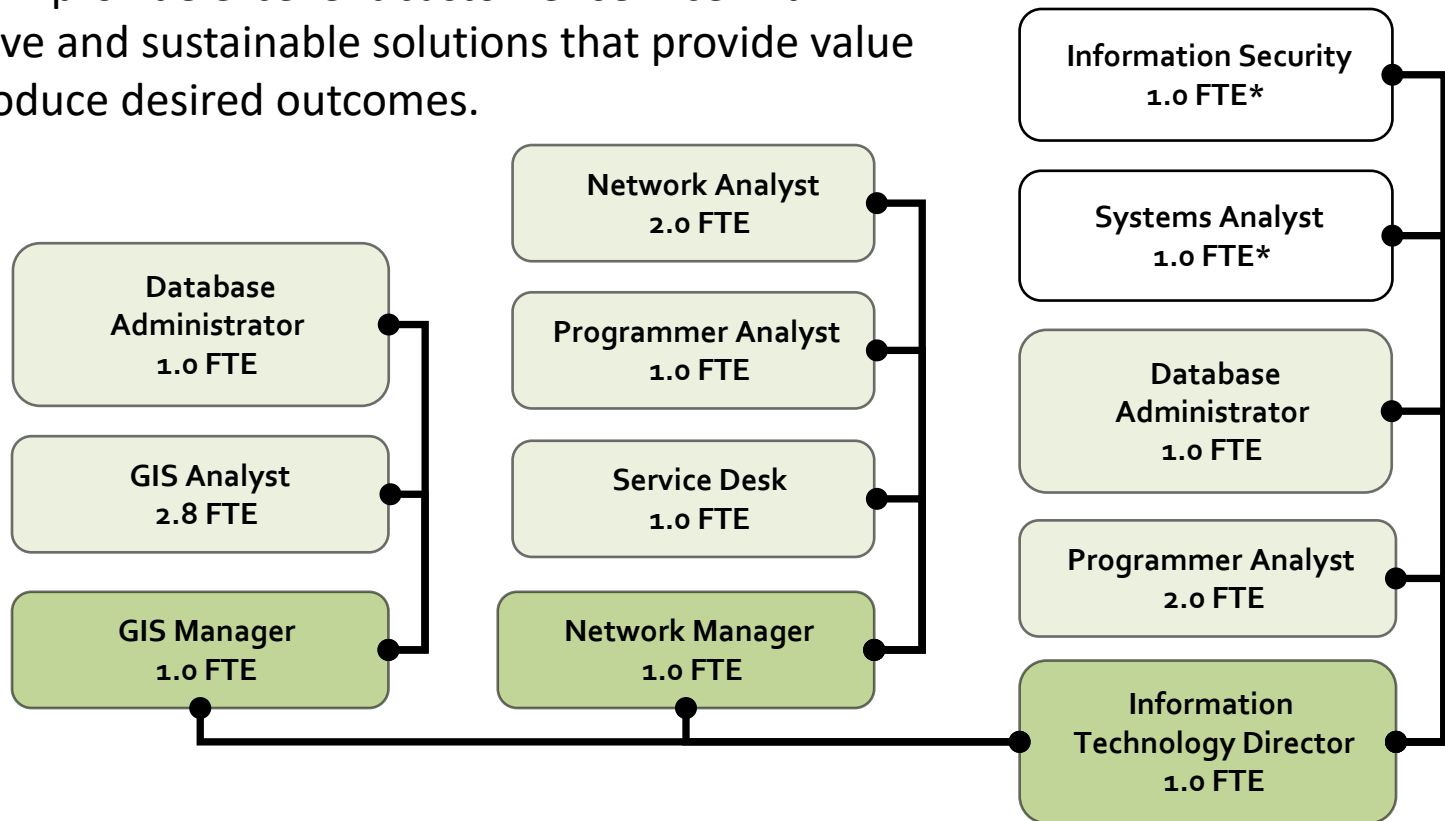 ve and sustainable solutions that provide value
oduce desired outcomes.
Information Security
1.0 FTE*
Systems Analyst
1.0 FTE*
Network Analyst
2.0 FTE
Database
Administrator
1.0 FTE
Programmer Analyst
1.0 FTE
Database
Administrator
1.0 FTE
GIS Analyst
2.8 FTE
Service Desk
1.0 FTE
Programmer Analyst
2.0 FTE
GIS Manager
1.0 FTE
Network Manager
1.0 FTE
Information
Technology Director
1.0 FTE